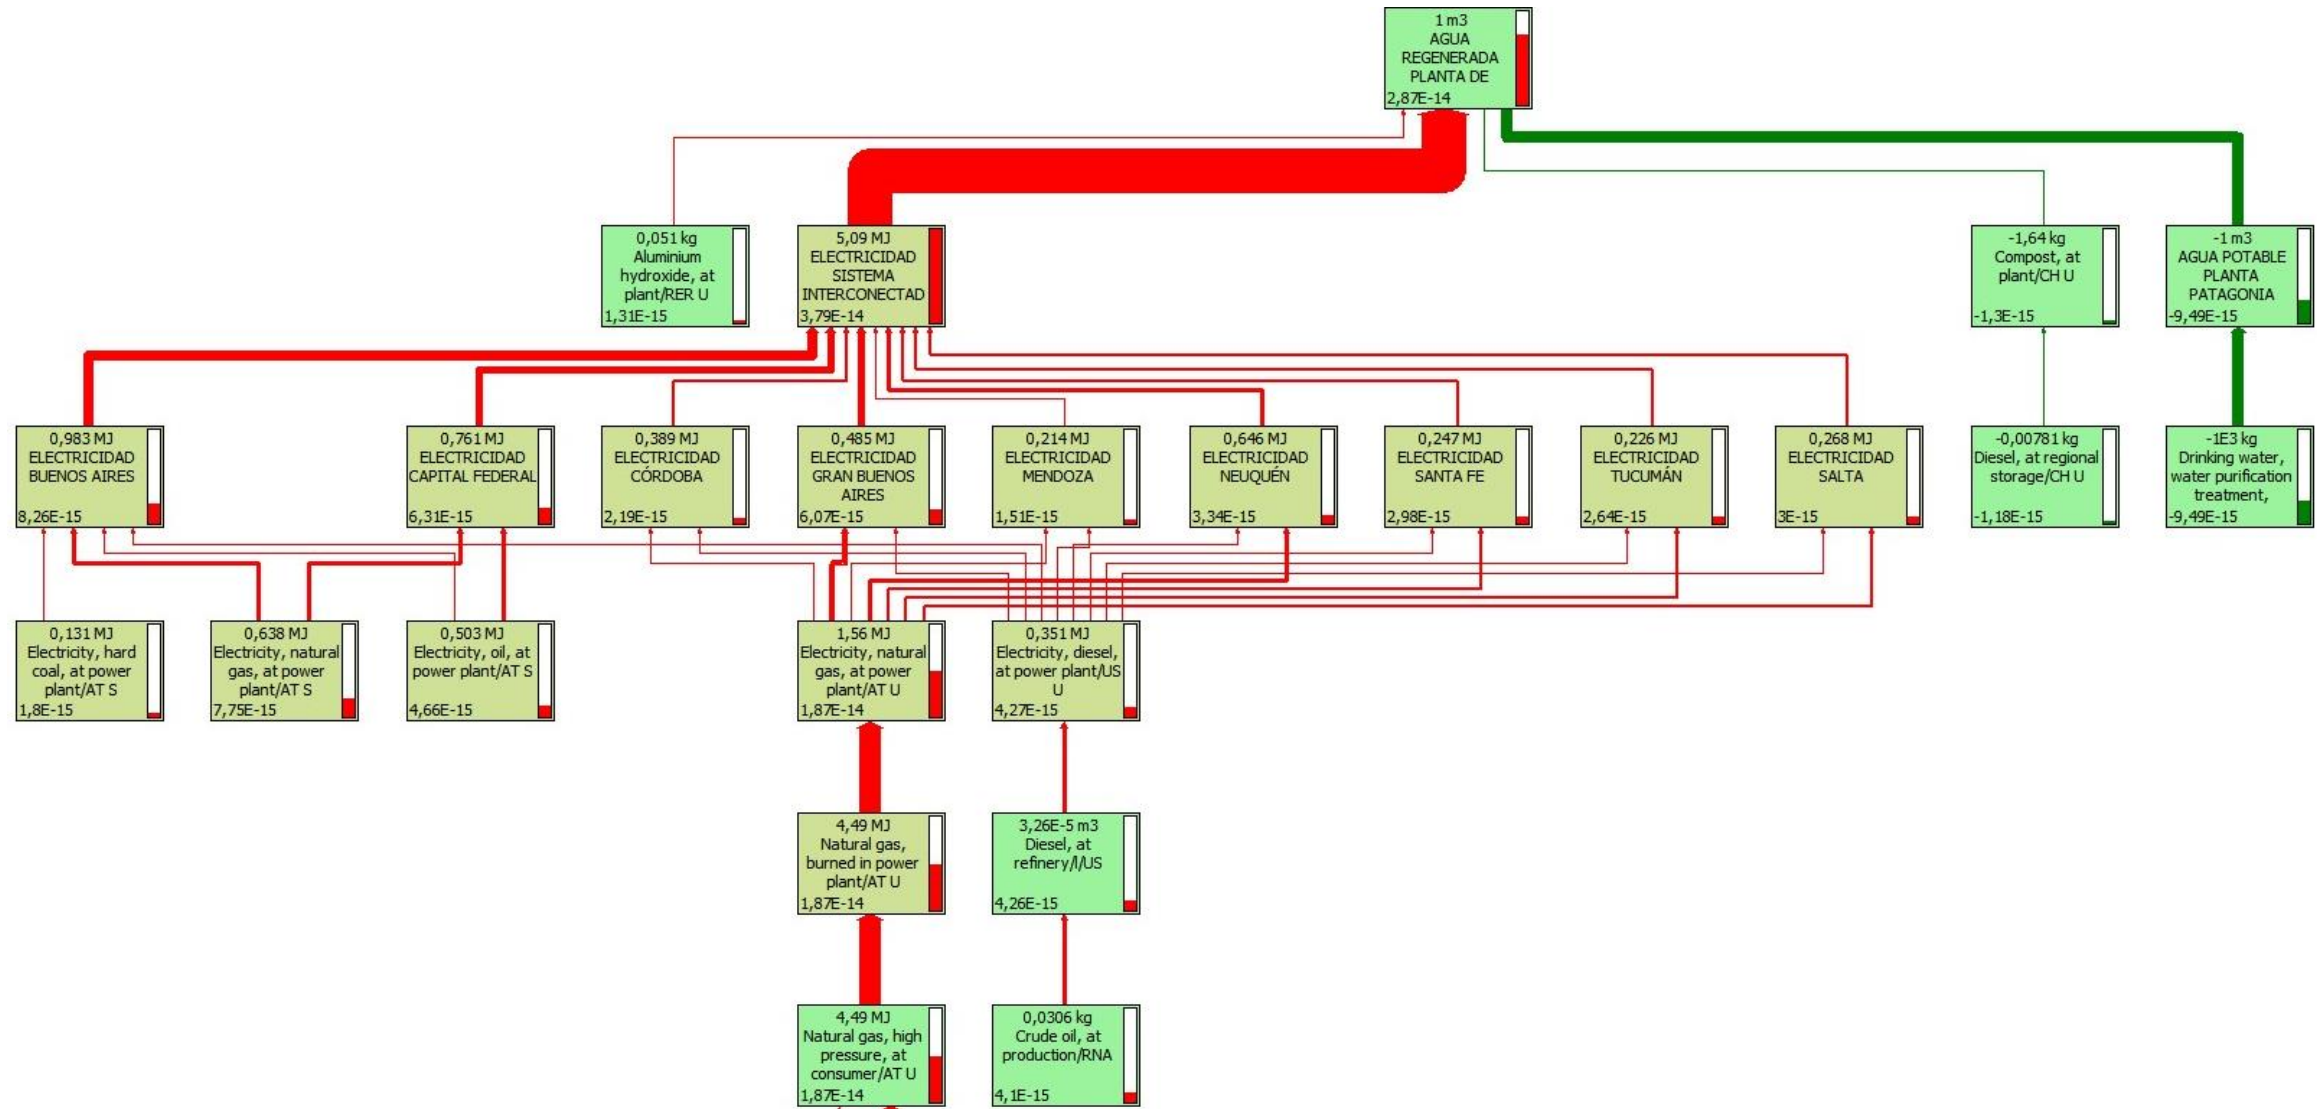 1 m3
AGUA
REGENERADA
PLANTA DE
2,87E-14
0,051 kg
Aluminium
hydroxide, at
plant/RER U
1,31E-15
5,09 MJ
ELECTRICIDAD
SISTEMA
INTERCONECTAD
3,79E-14
-1,64 kg
Compost, at
plant/CH U
-1,3E-15
-1 m3
AGUA POTABLE
PLANTA
PATAGONIA
-9,49E-15
0,983 MJ
ELECTRICIDAD
BUENOS AIRES
8,26E-15
0,761 MJ
ELECTRICIDAD
CAPITAL FEDERAL
6,31E-15
0,389 MJ
ELECTRICIDAD
CÓRDOBA
2,19E-15
0,485 MJ
ELECTRICIDAD
GRAN BUENOS
AIRES
6,07E-15
0,214 MJ
ELECTRICIDAD
MENDOZA
1,51E-15
0,646 MJ
ELECTRICIDAD
NEUQUÉN
3,34E-15
0,247 MJ
ELECTRICIDAD
SANTA FE
2,98E-15
0,226 MJ
ELECTRICIDAD
TUCUMÁN
2,64E-15
0,268 MJ
ELECTRICIDAD
SALTA
3E-15
-0,00781 kg
Diesel, at regional
storage/CH U
-1,18E-15
-1E3 kg
Drinking water,
water purification
treatment,
-9,49E-15
0,131 MJ
Electricity, hard
coal, at power
plant/AT S
1,8E-15
0,638 MJ
Electricity, natural
gas, at power
plant/AT S
7,75E-15
0,503 MJ
Electricity, oil, at
power plant/AT S
4,66E-15
1,56 MJ
Electricity, natural
gas, at power
plant/AT U
1,87E-14
0,351 MJ
Electricity, diesel,
at power plant/US
U
4,27E-15
4,49 MJ
Natural gas,
burned in power
plant/AT U
1,87E-14
3,26E-5 m3
Diesel, at
refinery/l/US
4,26E-15
4,49 MJ
Natural gas, high
pressure, at
consumer/AT U
1,87E-14
0,0306 kg
Crude oil, at
production/RNA
4,1E-15